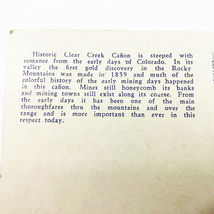 Historic Clear Creek Cañon is steeped with
romance from the early days of Colorado. In its
valley the first gold discovery in the Rocky
Mountains was made in 1859 and much of the
colorful history of the early mining days happened
in this cañon. Mines still honeycomb its banks
and mining towns still exist along its course. From
the early days it has been one of the main
thoroughfares thru the mountains and over the
range and is more important than ever in this
respect today.